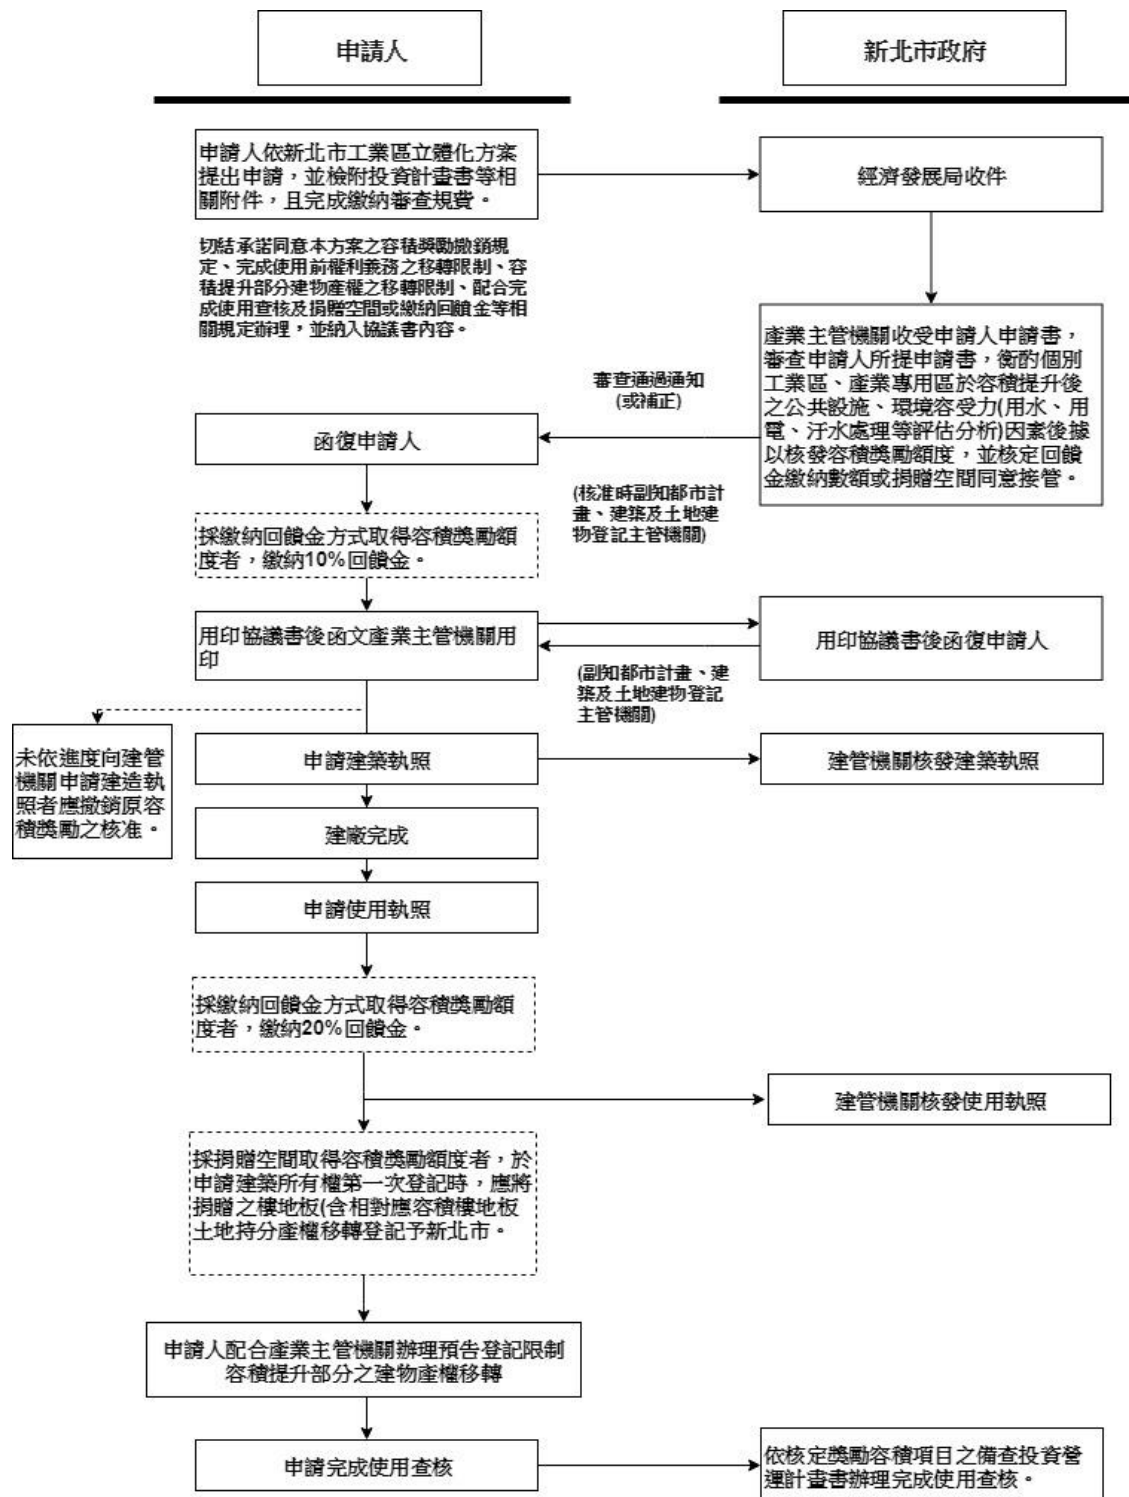 申請人
新北市政府
申請人依新北市工業區立體化方案
提出申請，並檢附投資計畫書等相
關附件，且完成繳納審查規費。
經濟發展局收件
切結承諾同意本方案之容積獎勵撤銷規
定、完成使用前權利義務之移轉限制、容
積提升部分建物產權之移轉限制、配合完
成使用查核及捐贈空間或繳納回饋金等相
關規定辦理，並納入協議書內容。
產業主管機關收受申請人申請書，
審查申請人所提申請書，衡酌個別
工業區、產業專用區於容積提升後
之公共設施、環境容受力(用水、用
電、汙水處理等評估分析)因素後據
以核發容積獎勵額度，並核定回饋
金繳納數額或捐贈空間同意接管。
審查通過通知
(或補正)
函復申請人
(核准時副知都市計
畫、建築及土地建
物登記主管機關)
採繳納回饋金方式取得容積獎勵額
度者，繳納10%回饋金。
用印協議書後函文產業主管機關用
印
用印協議書後函復申請人
(副知都市計畫、建
築及土地建物登記
主管機關)
未依進度向建管
機關申請建造執
照者應撤銷原容
積獎勵之核准。
申請建築執照
建管機關核發建築執照
建廠完成
申請使用執照
採繳納回饋金方式取得容積獎勵額
度者，繳納20%回饋金。
建管機關核發使用執照
採捐贈空間取得容積獎勵額度者，於
申請建築所有權第一次登記時，應將
捐贈之樓地板(含相對應容積樓地板
土地持分產權移轉登記予新北市。
申請人配合產業主管機關辦理預告登記限制
容積提升部分之建物產權移轉
申請完成使用查核
依核定獎勵容積項目之備查投資營
運計畫書辦理完成使用查核。